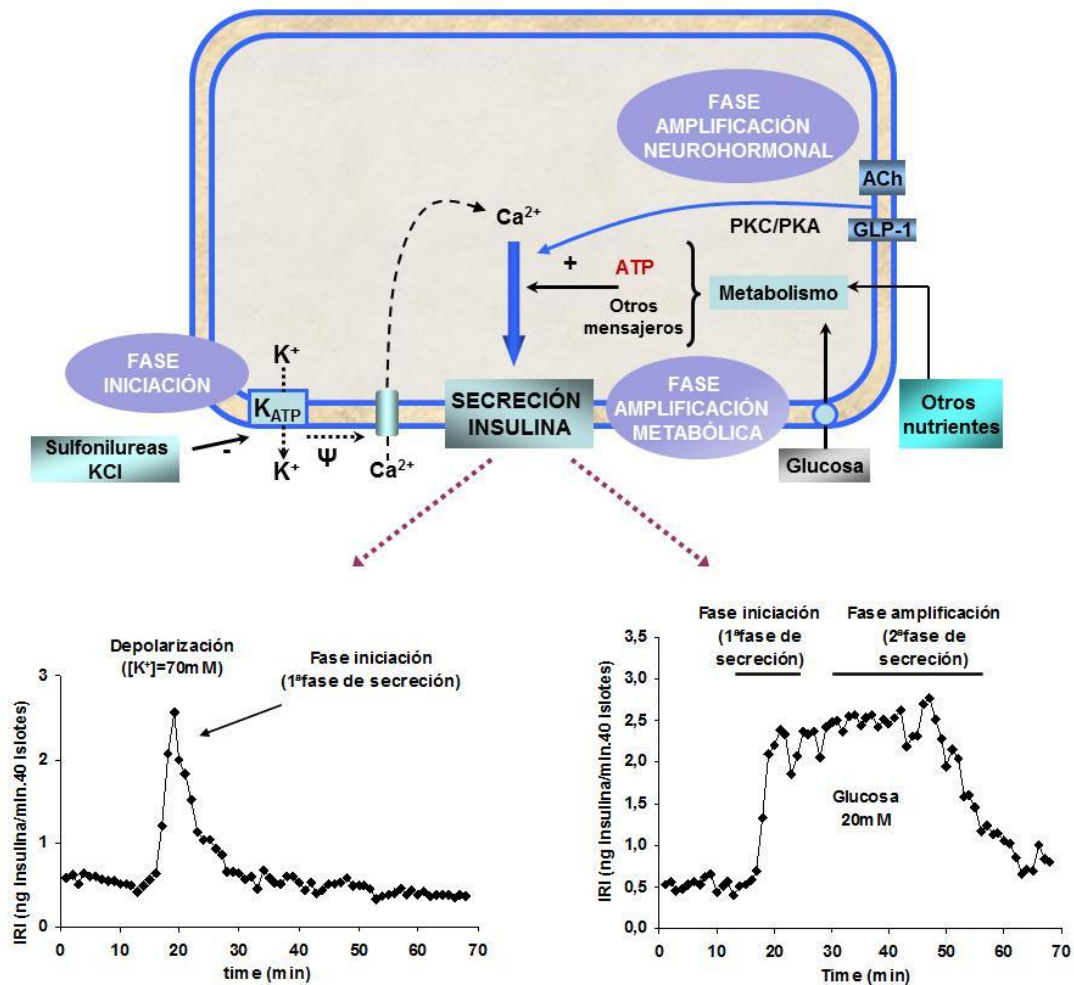 FASE
AMPLIFICACIÓN
NEUROHORMONAL
ACh
GLP-1
PKC/PKA
Ca²⁺
+
ATP
Otros
mensajeros
Metabolismo
FASE
INICIACIÓN
K⁺
K_ATP
K⁺
Sulfonilureas
KCl
-
Ψ
Ca²⁺
SECRECIÓN
INSULINA
FASE
AMPLIFICACIÓN
METABÓLICA
Glucosa
Otros
nutrientes
Depolarización
([K⁺]=70mM)
Fase iniciación
(1ªfase de secreción)
IRI (ng Insulina/min.40 islotes)
3
2
1
0
0 10 20 30 40 50 60 70
time (min)
Fase iniciación
(1ªfase de
secreción)
Fase amplificación
(2ªfase de
secreción)
IRI (ng Insulina/min.40 islotes)
3,5
3,0
2,5
2,0
1,5
1,0
0,5
0,0
Glucosa
20mM
0 10 20 30 40 50 60 70
Time (min)